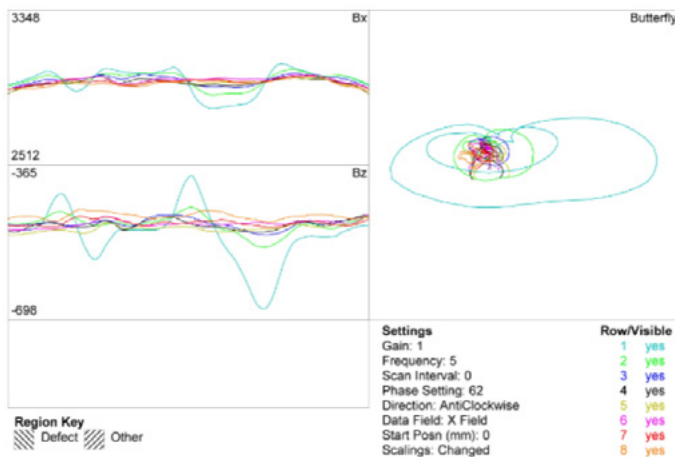 3348
Bx
Butterfly
2512
-365
Bz
-698
Settings Row/Visible
Gain: 1 1 yes
Frequency: 5 2 yes
Scan Interval: 0 3 yes
Phase Setting: 62 4 yes
Direction: AntiClockwise 5 yes
Data Field: X Field 6 yes
Start Posn (mm): 0 7 yes
Scalings: Changed 8 yes
Region Key
Defect Other